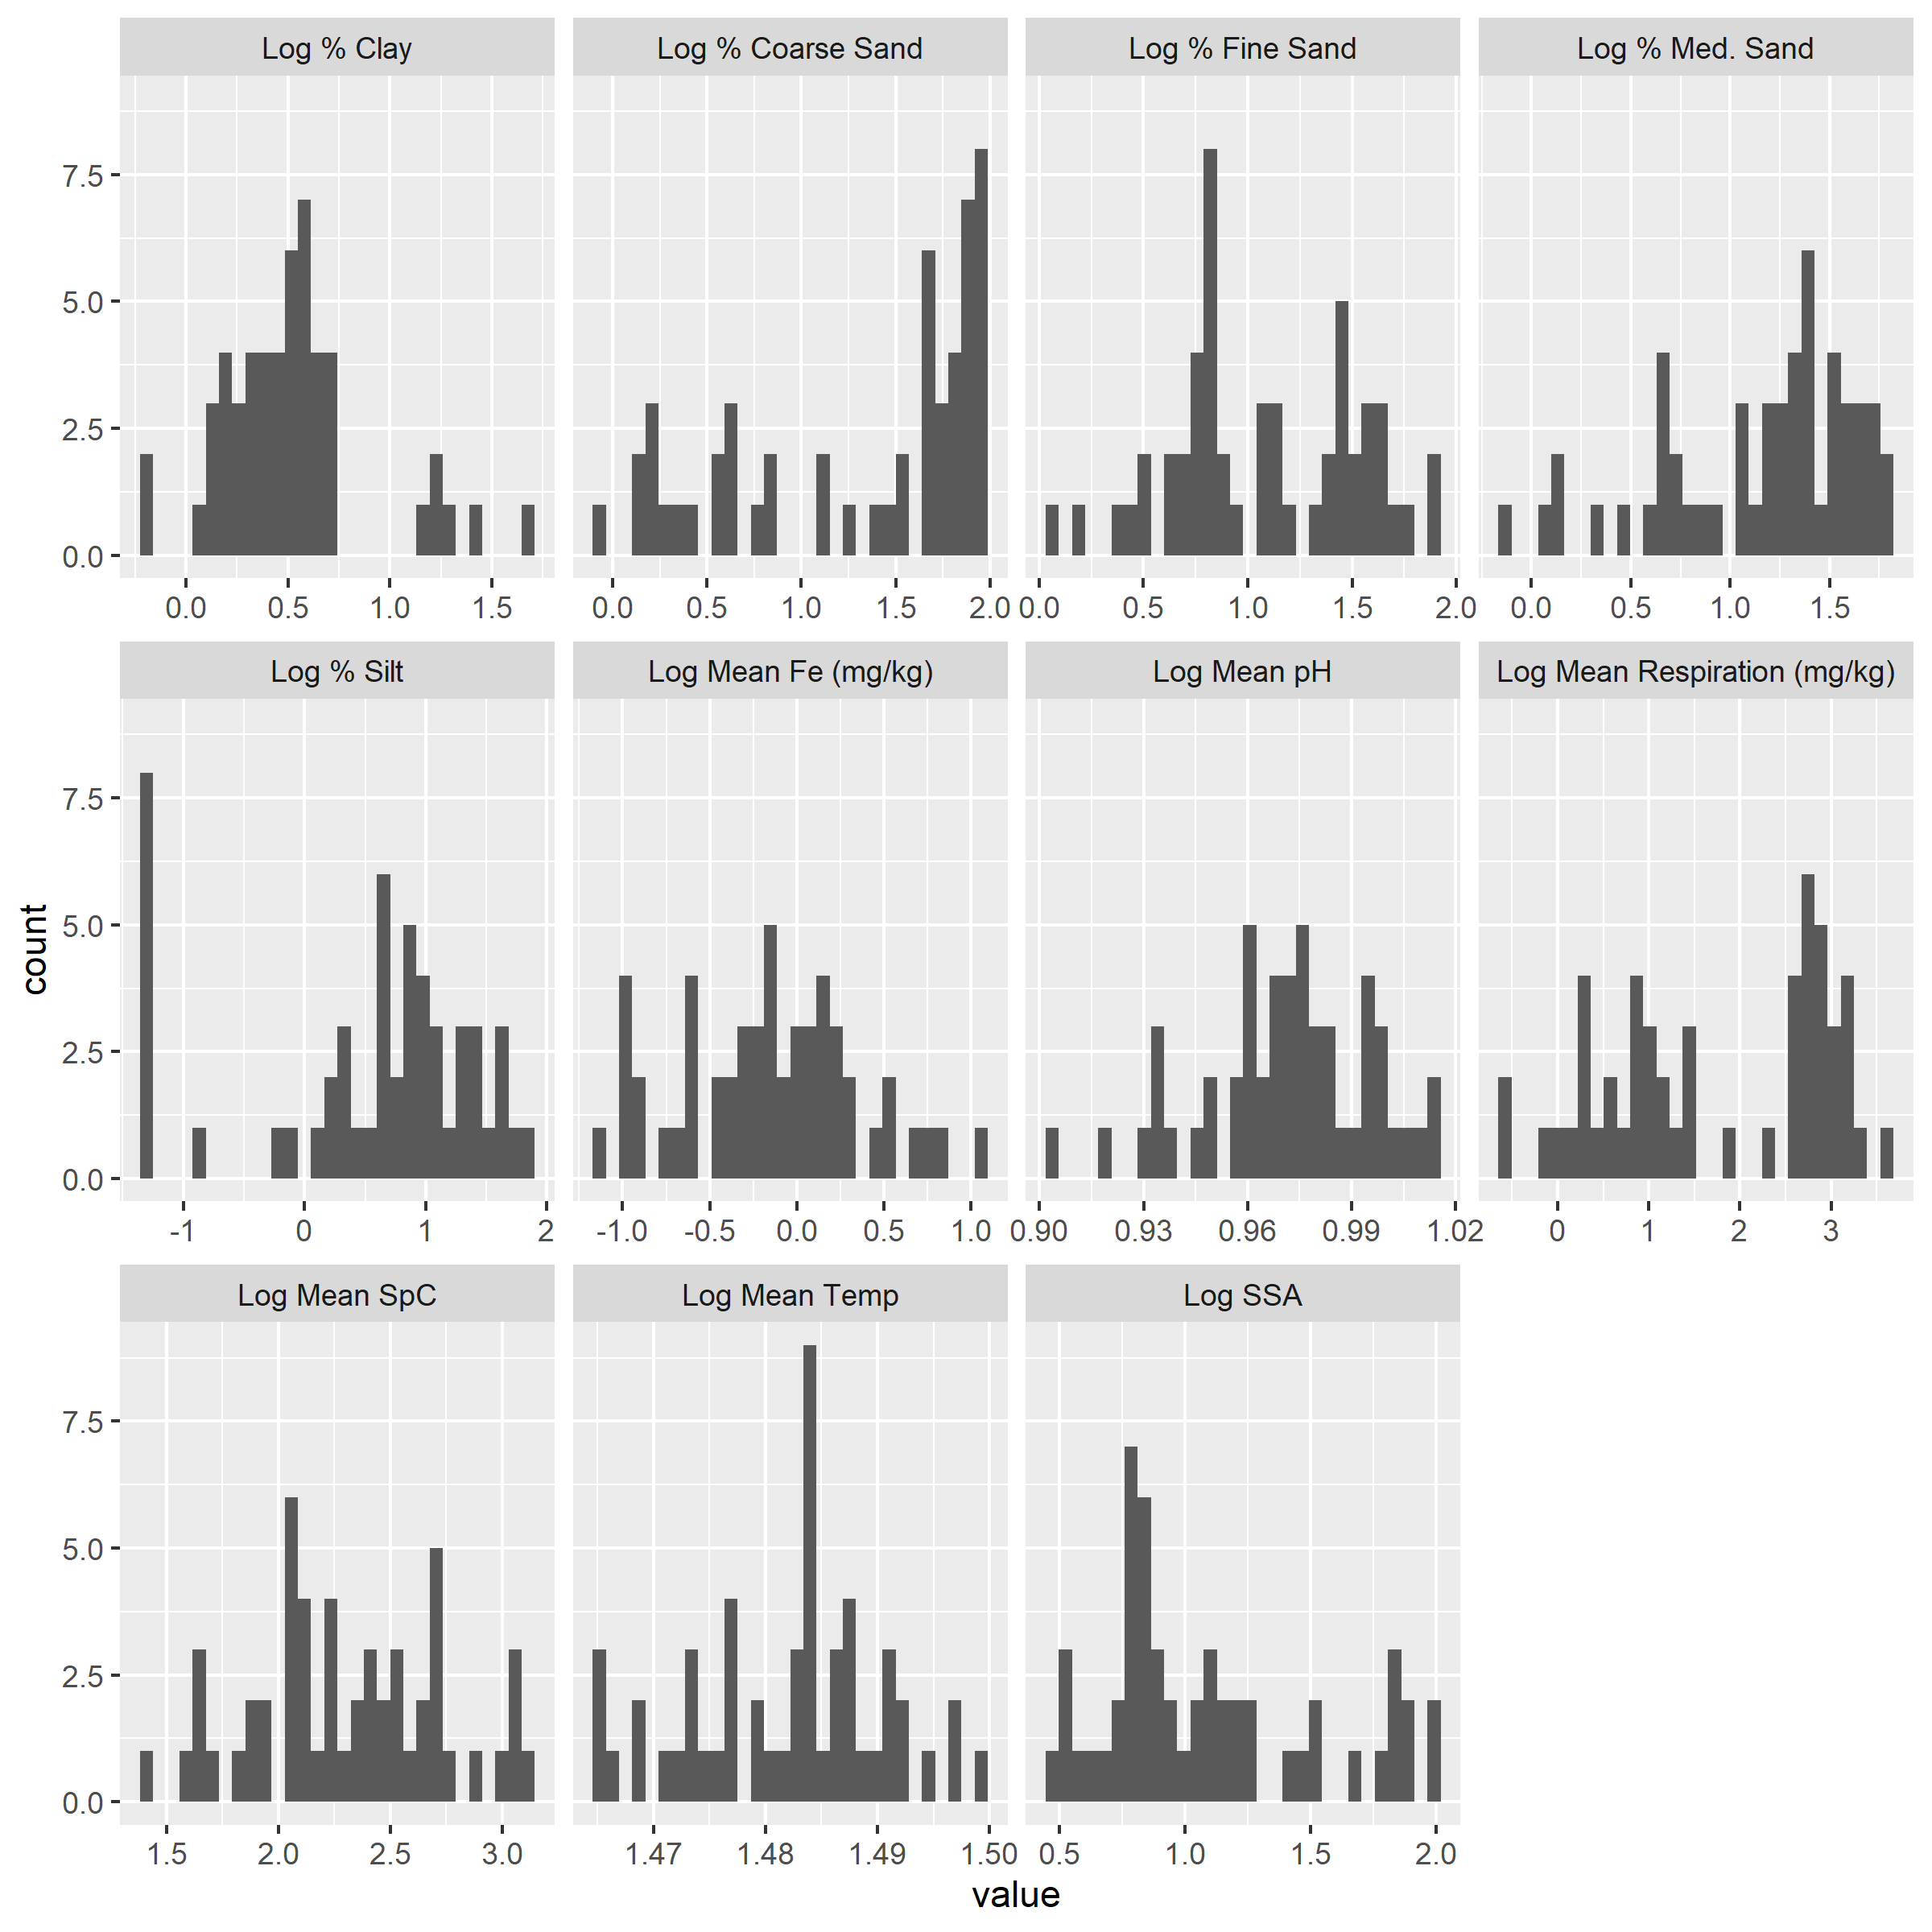 Log % Clay
Log % Coarse Sand
Log % Fine Sand
Log % Med. Sand
7.5
5.0
2.5
0.0
0.0 0.5 1.0 1.5
0.0 0.5 1.0 1.5 2.0
0.0 0.5 1.0 1.5 2.0
0.0 0.5 1.0 1.5
Log % Silt
Log Mean Fe (mg/kg)
Log Mean pH
Log Mean Respiration (mg/kg)
7.5
5.0
2.5
0.0
-1 0 1 2
-1.0 -0.5 0.0 0.5 1.0
0.90 0.93 0.96 0.99 1.02
0 1 2 3
count
Log Mean SpC
Log Mean Temp
Log SSA
7.5
5.0
2.5
0.0
1.5 2.0 2.5 3.0
1.47 1.48 1.49 1.50
0.5 1.0 1.5 2.0
value